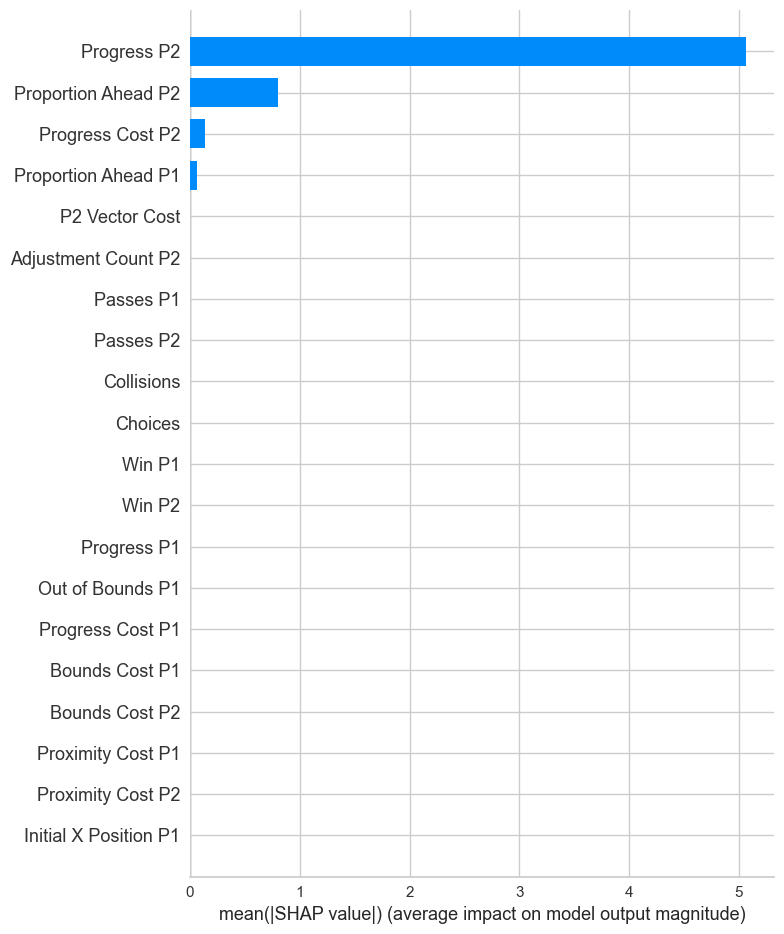 Progress P2
Proportion Ahead P2
Progress Cost P2
Proportion Ahead P1
P2 Vector Cost
Adjustment Count P2
Passes P1
Passes P2
Collisions
Choices
Win P1
Win P2
Progress P1
Out of Bounds P1
Progress Cost P1
Bounds Cost P1
Bounds Cost P2
Proximity Cost P1
Proximity Cost P2
Initial X Position P1
0 1 2 3 4 5
mean(|SHAP value|) (average impact on model output magnitude)